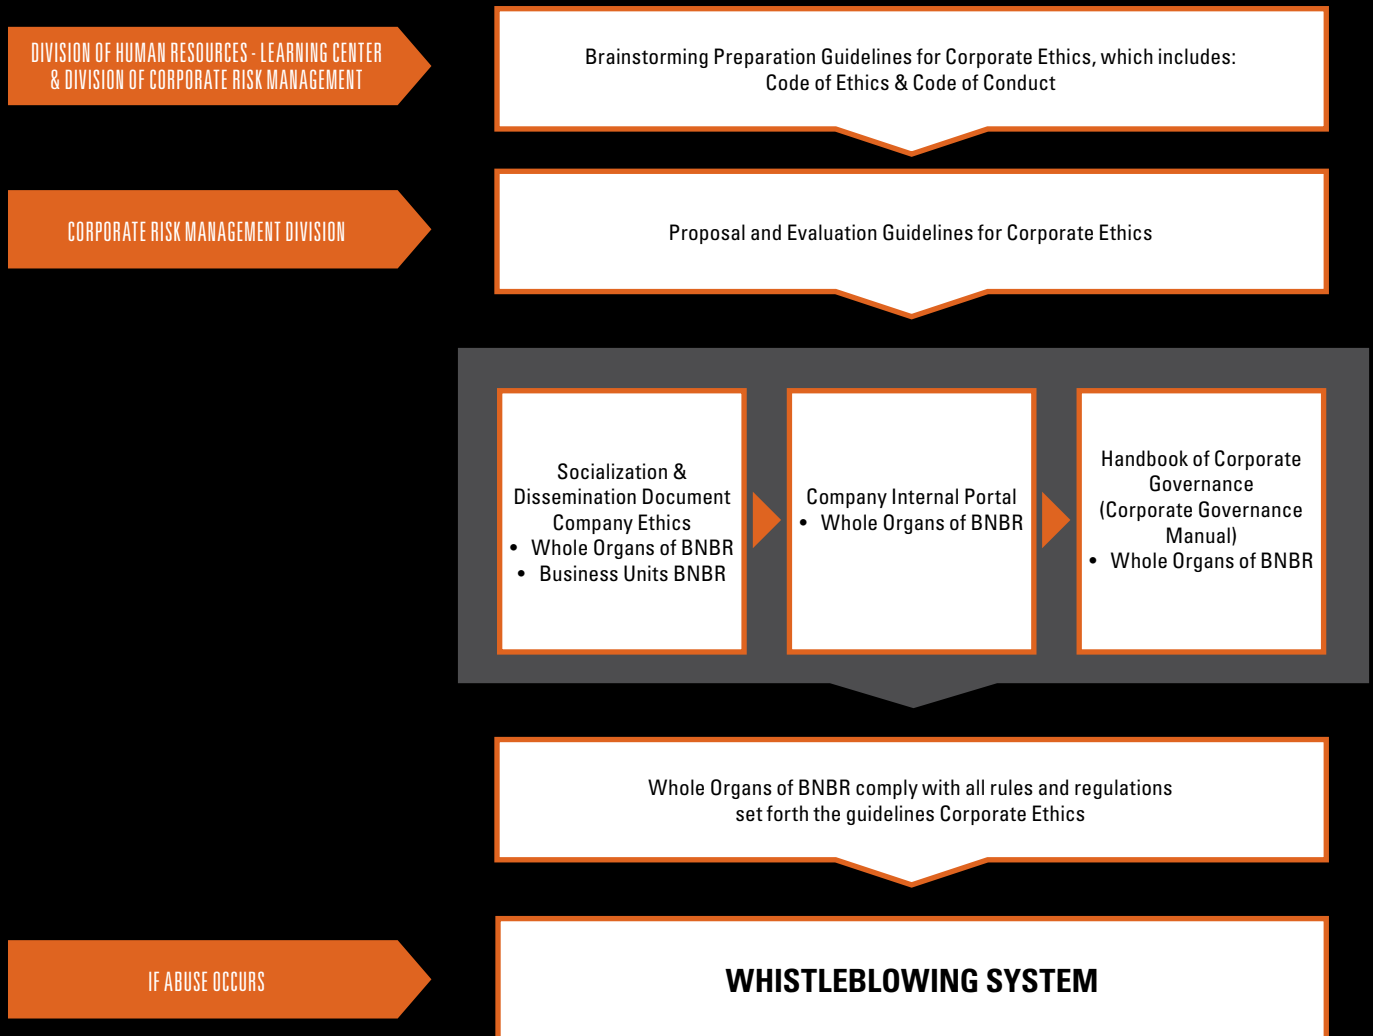 DIVISION OF HUMAN RESOURCES - LEARNING CENTER
& DIVISION OF CORPORATE RISK MANAGEMENT
Brainstorming Preparation Guidelines for Corporate Ethics, which includes:
Code of Ethics & Code of Conduct
CORPORATE RISK MANAGEMENT DIVISION
Proposal and Evaluation Guidelines for Corporate Ethics
Socialization &
Dissemination Document
Company Ethics
• Whole Organs of BNBR
• Business Units BNBR
Company Internal Portal
• Whole Organs of BNBR
Handbook of Corporate
Governance
(Corporate Governance
Manual)
• Whole Organs of BNBR
Whole Organs of BNBR comply with all rules and regulations
set forth the guidelines Corporate Ethics
IF ABUSE OCCURS
WHISTLEBLOWING SYSTEM